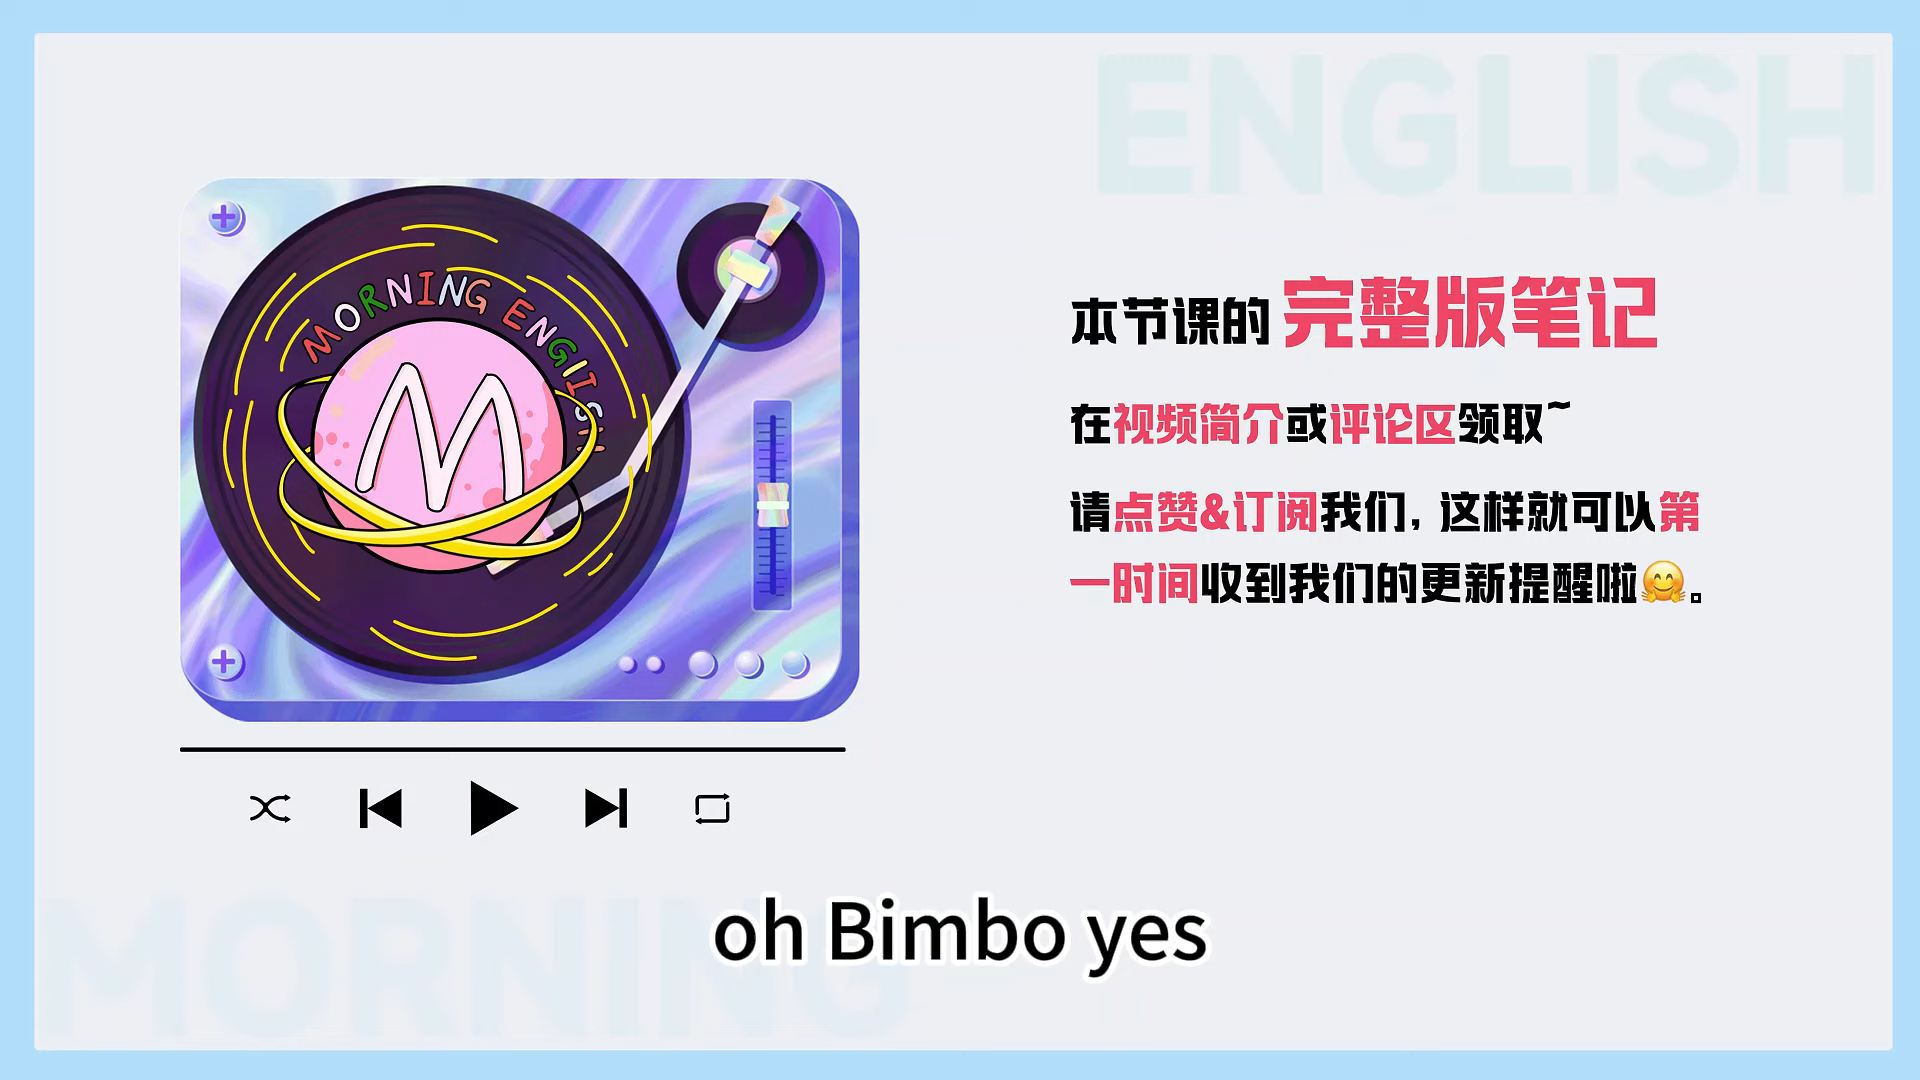 ENGLISH
MORNING ENGLISH
M
本节课的 完整版笔记
在视频简介或评论区领取~
请点赞&订阅我们, 这样就可以第
一时间收到我们的更新提醒啦🤗。
MORNING
oh Bimbo yes